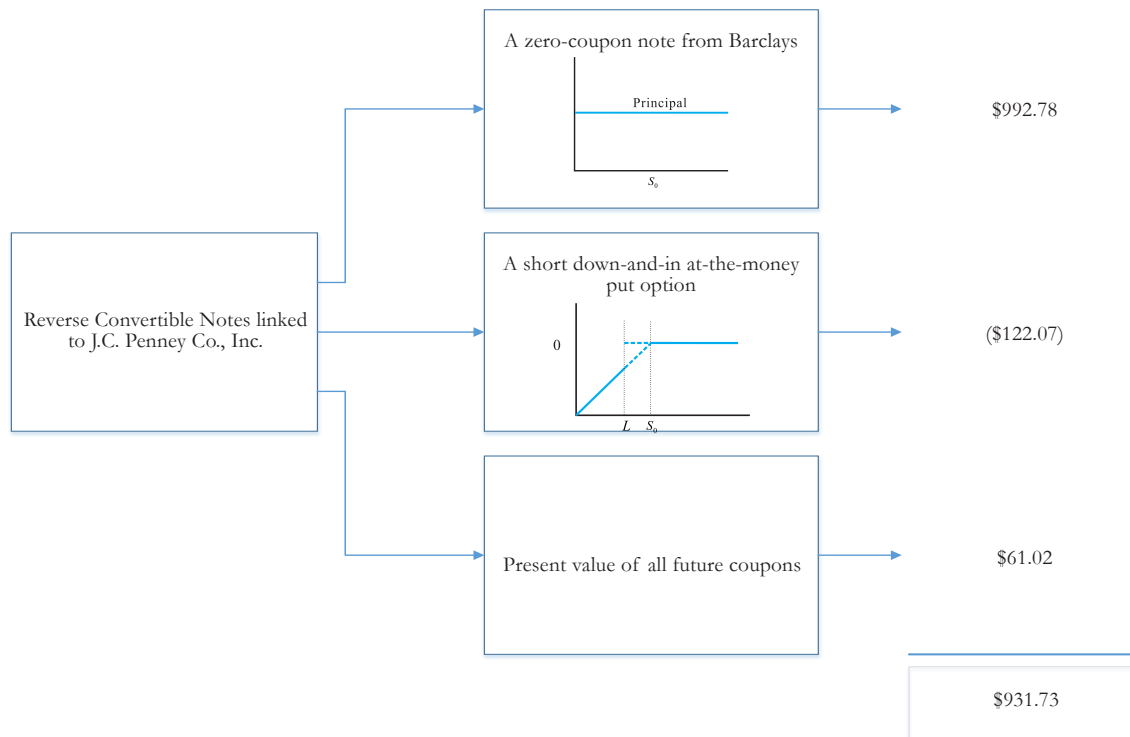 Reverse Convertible Notes linked
to J.C. Penney Co., Inc.
A zero-coupon note from Barclays
Principal
S₀
$992.78
A short down-and-in at-the-money
put option
0
L S₀
($122.07)
Present value of all future coupons
$61.02
$931.73